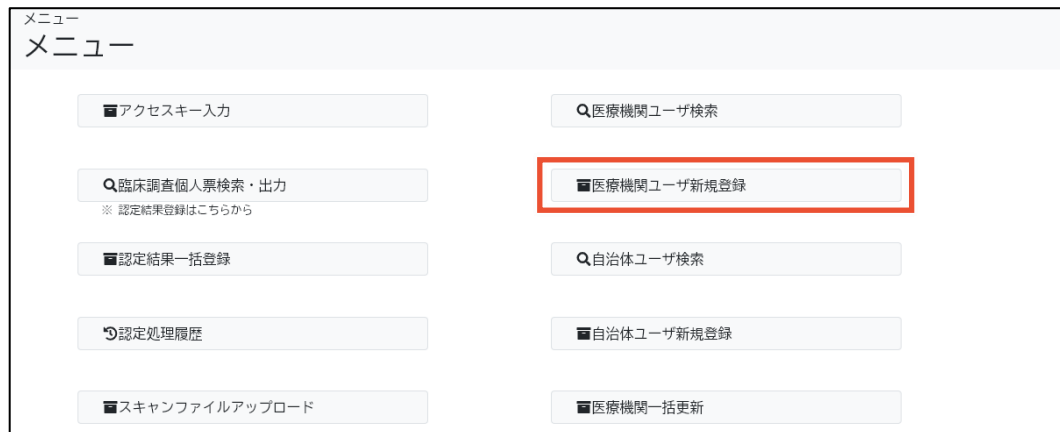 メニュー
メニュー
アクセスキー入力
医療機関ユーザ検索
臨床調査個人票検索・出力
医療機関ユーザ新規登録
※ 認定結果登録はこちらから
認定結果一括登録
自治体ユーザ検索
認定処理履歴
自治体ユーザ新規登録
スキャンファイルアップロード
医療機関一括更新